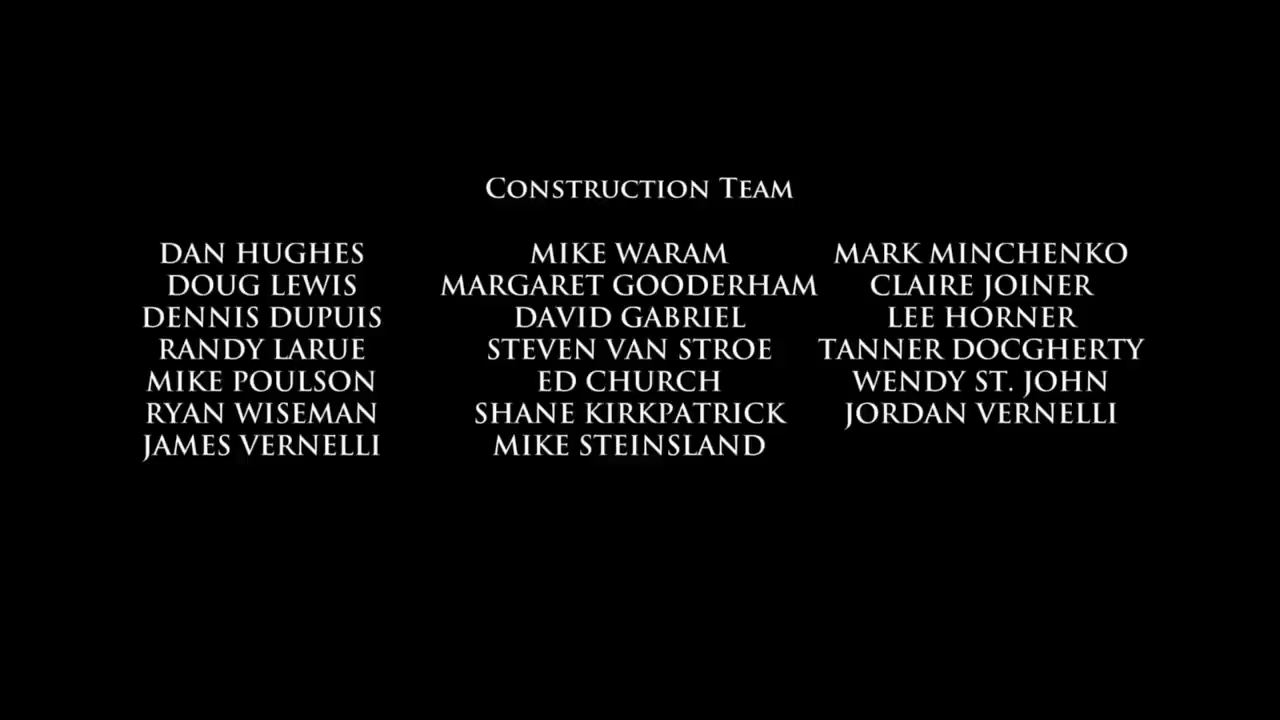 Construction Team
DAN HUGHES MIKE WARAM MARK MINCHENKO
DOUG LEWIS MARGARET GOODERHAM CLAIRE JOINER
DENNIS DUPUIS DAVID GABRIEL LEE HORNER
RANDY LARUE STEVEN VAN STROE TANNER DOCGHERTY
MIKE POULSON ED CHURCH WENDY ST. JOHN
RYAN WISEMAN SHANE KIRKPATRICK JORDAN VERNELLI
JAMES VERNELLI MIKE STEINSLAND